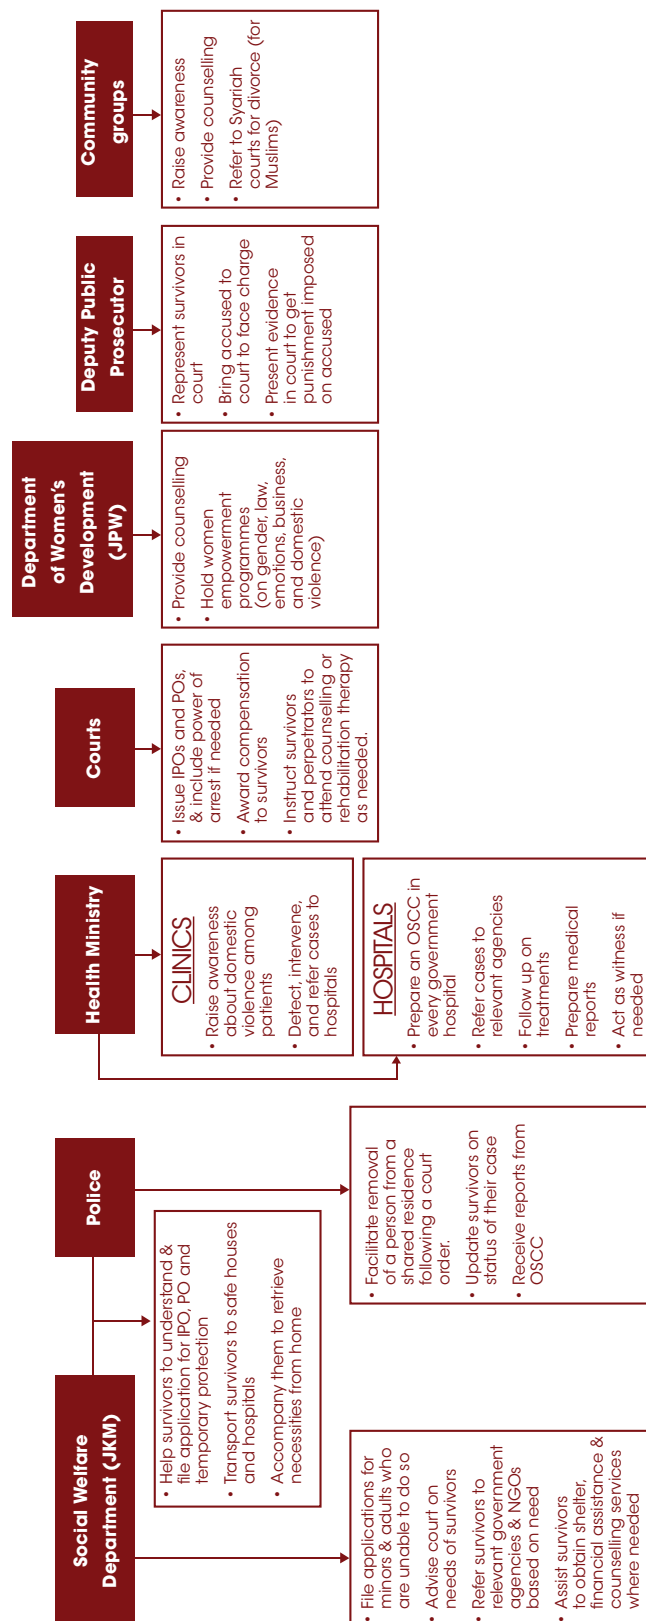 Social Welfare
Department (JKM)
Police
Health Ministry
Courts
Department
of Women's
Development
(JPW)
Deputy Public
Prosecutor
Community
groups
• Help survivors to understand &
file application for IPO, PO and
temporary protection
• Transport survivors to safe houses
and hospitals
• Accompany them to retrieve
necessities from home
• File applications for
minors & adults who
are unable to do so
• Advise court on
needs of survivors
• Refer survivors to
relevant government
agencies & NGOs
based on need
• Assist survivors
to obtain shelter,
financial assistance &
counselling services
where needed
• Facilitate removal
of a person from a
shared residence
following a court
order.
• Update survivors on
status of their case
• Receive reports from
OSCC
CLINICS
• Raise awareness
about domestic
violence among
patients
• Detect, intervene,
and refer cases to
hospitals
HOSPITALS
• Prepare an OSCC in
every government
hospital
• Refer cases to
relevant agencies
• Follow up on
treatments
• Prepare medical
reports
• Act as witness if
needed
• Issue IPOs and POs,
& include power of
arrest if needed
• Award compensation
to survivors
• Instruct survivors
and perpetrators to
attend counselling or
rehabilitation therapy
as needed.
• Provide counselling
• Hold women
empowerment
programmes
(on gender, law,
emotions, business,
and domestic
violence)
• Represent survivors in
court
• Bring accused to
court to face charge
• Present evidence
in court to get
punishment imposed
on accused
• Raise awareness
• Provide counselling
• Refer to Syariah
courts for divorce (for
Muslims)